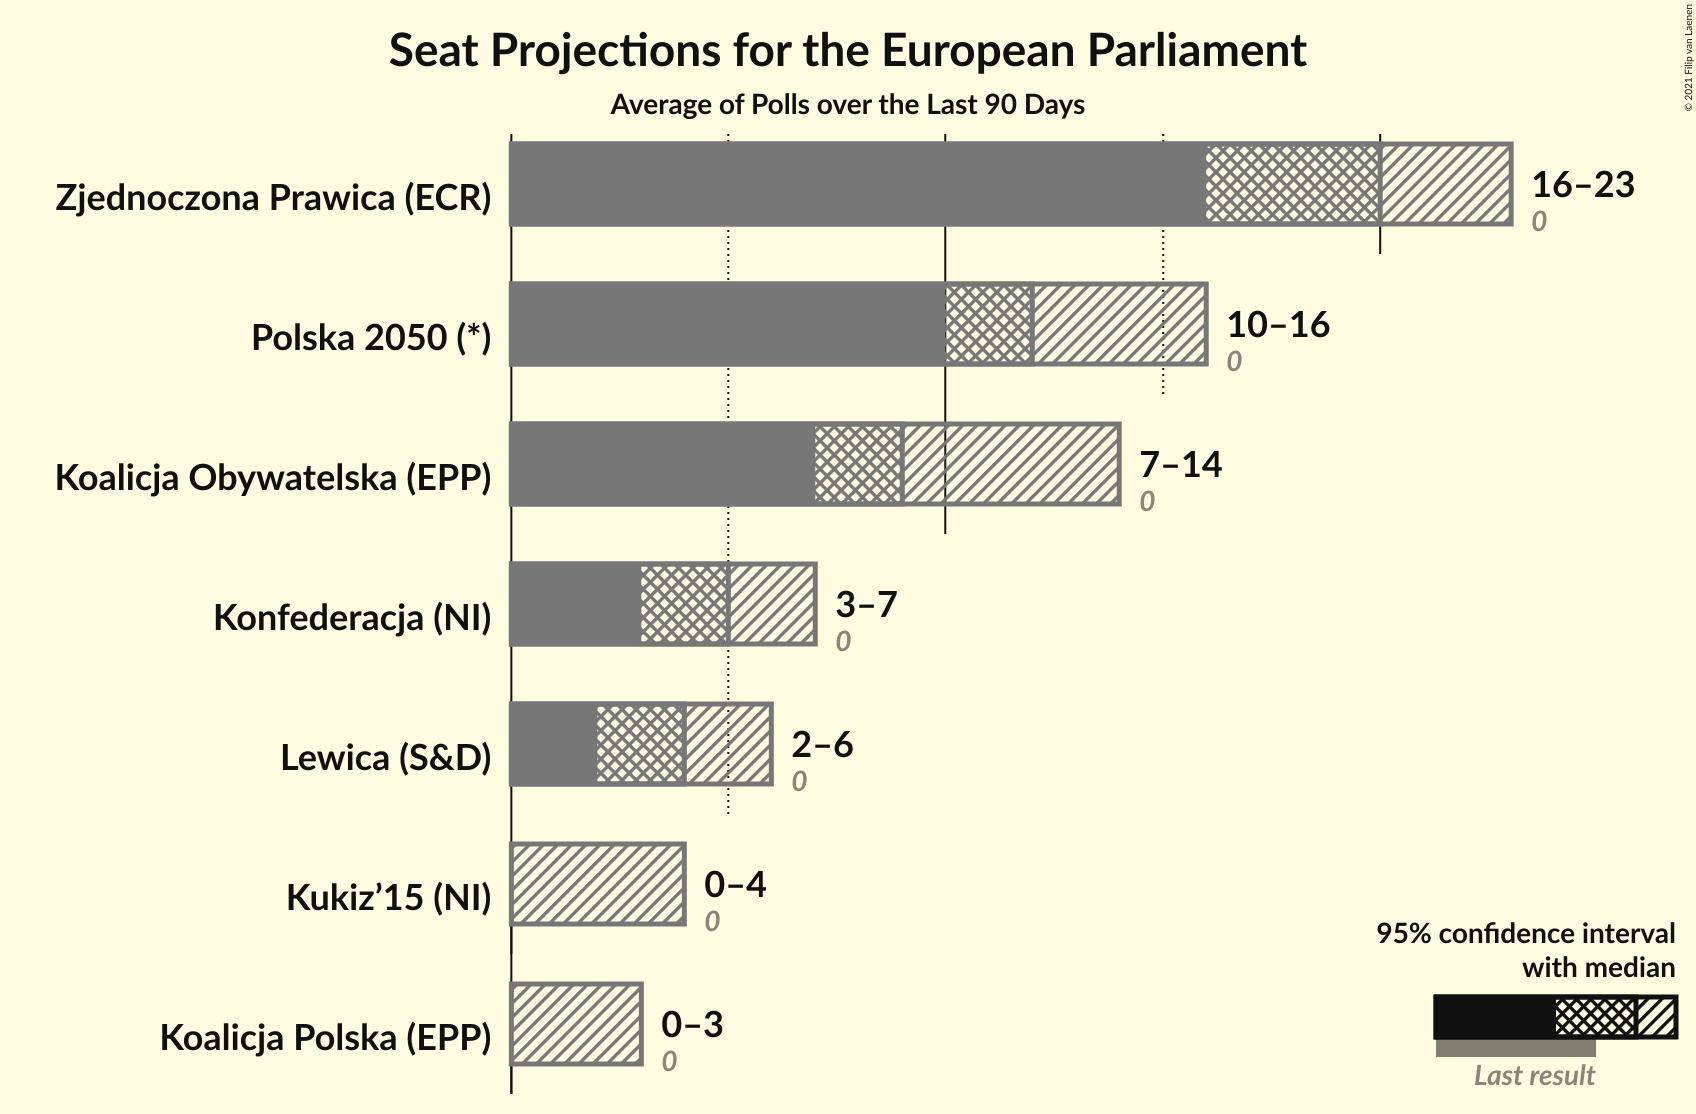 Seat Projections for the European Parliament
Average of Polls over the Last 90 Days
© 2021 Filip van Laenen
Zjednoczona Prawica (ECR)
16–23
0
Polska 2050 (*)
10–16
0
Koalicja Obywatelska (EPP)
7–14
0
Konfederacja (NI)
3–7
0
Lewica (S&D)
2–6
0
Kukiz’15 (NI)
0–4
0
Koalicja Polska (EPP)
0–3
0
95% confidence interval
with median
Last result